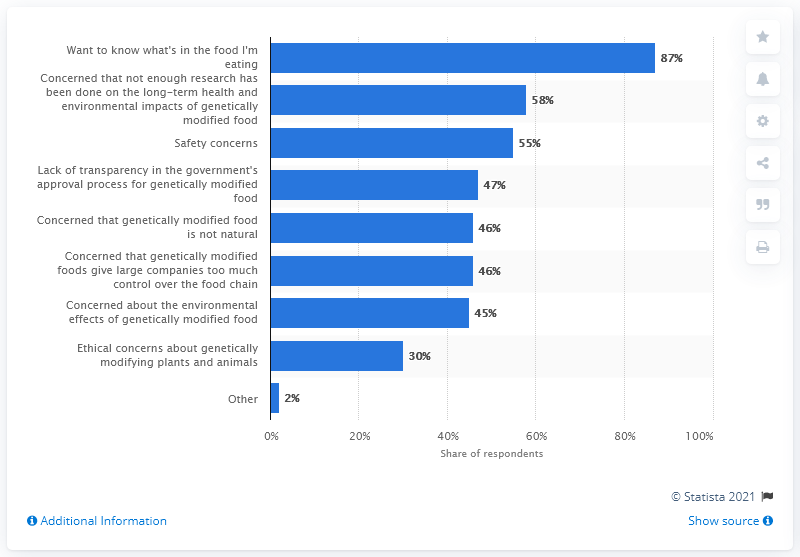 Want to know what's in the food I'm
eating
87%
Concerned that not enough research has
been done on the long-term health and
environmental impacts of genetically
modified food
58%
Safety concerns
55%
Lack of transparency in the government's
approval process for genetically modified
food
47%
Concerned that genetically modified food
is not natural
46%
Concerned that genetically modified
foods give large companies too much
control over the food chain
46%
Concerned about the environmental
effects of genetically modified food
45%
Ethical concerns about genetically
modifying plants and animals
30%
Other
2%
0% 20% 40% 60% 80% 100%
Share of respondents
© Statista 2021
Additional Information
Show source